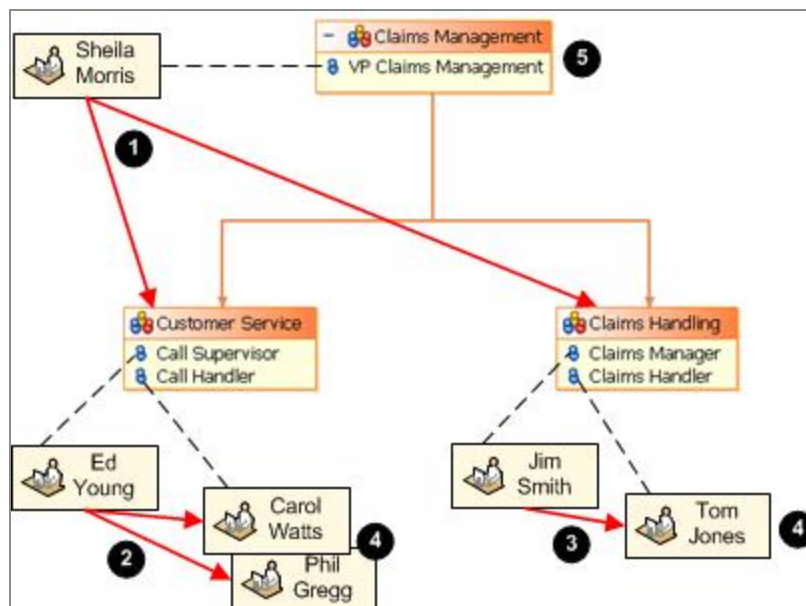 Sheila
Morris
Claims Management
VP Claims Management
5
1
Customer Service
Call Supervisor
Call Handler
Claims Handling
Claims Manager
Claims Handler
Ed
Young
Carol
Watts
Phil
Gregg
2
4
Jim
Smith
Tom
Jones
3
4